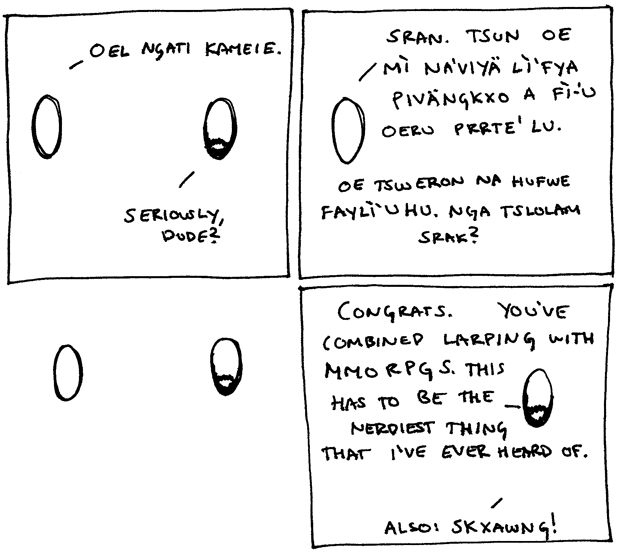 OEL NGATI KAMEIE.
SERIOUSLY,
DUDE?
SRAN. TSUN OE
MÌ NA'VIYÄ LÌ'FYA
PIVÄNGKXO A FÌ-'U
OERU PRRTE' LU.
OE TSWERON NA HUFWE
FAYLÌ'UHU. NGA TSLOLAM
SRAK?
CONGRATS. YOU'VE
COMBINED LARPING WITH
MMORPGS. THIS
HAS TO BE THE
NERDIEST THING
THAT I'VE EVER HEARD OF.
ALSO: SKXAWNG!